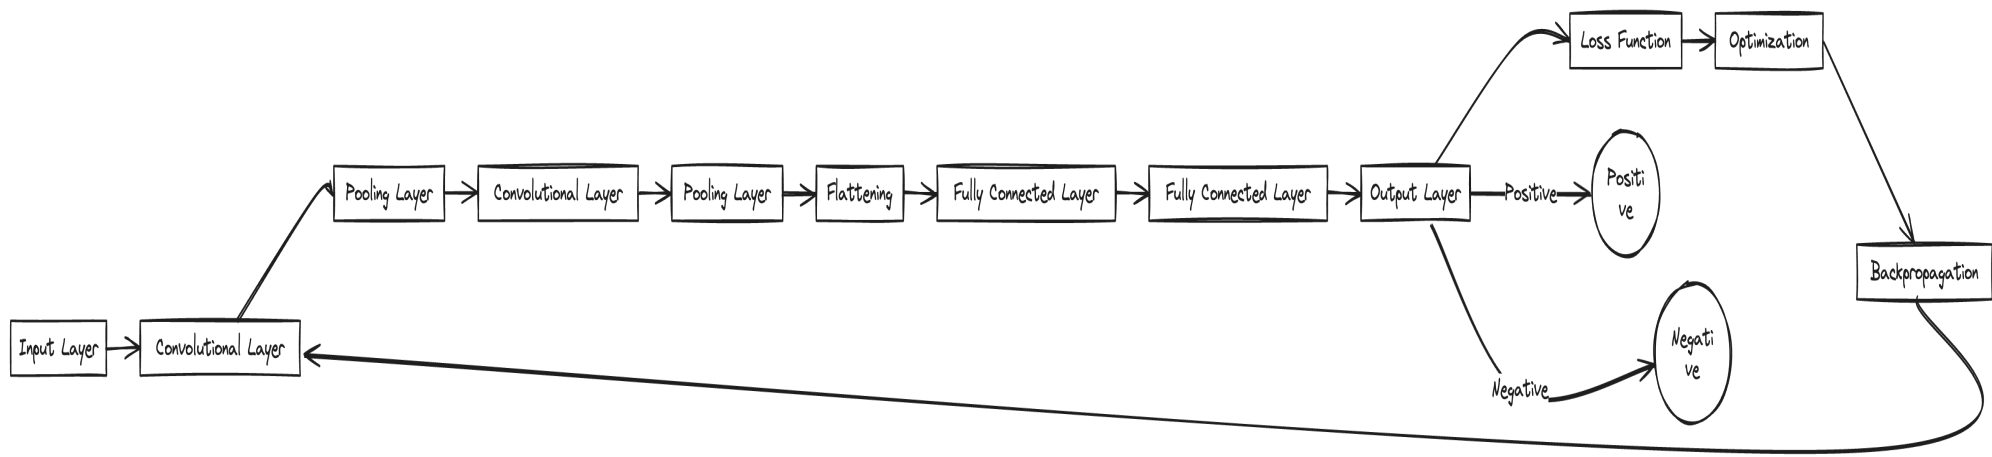 Loss Function
Optimization
Pooling Layer
Convolutional Layer
Pooling Layer
Flattening
Fully Connected Layer
Fully Connected Layer
Output Layer
Positive
Positi
ve
Backpropagation
Input Layer
Convolutional Layer
Negative
Negati
ve